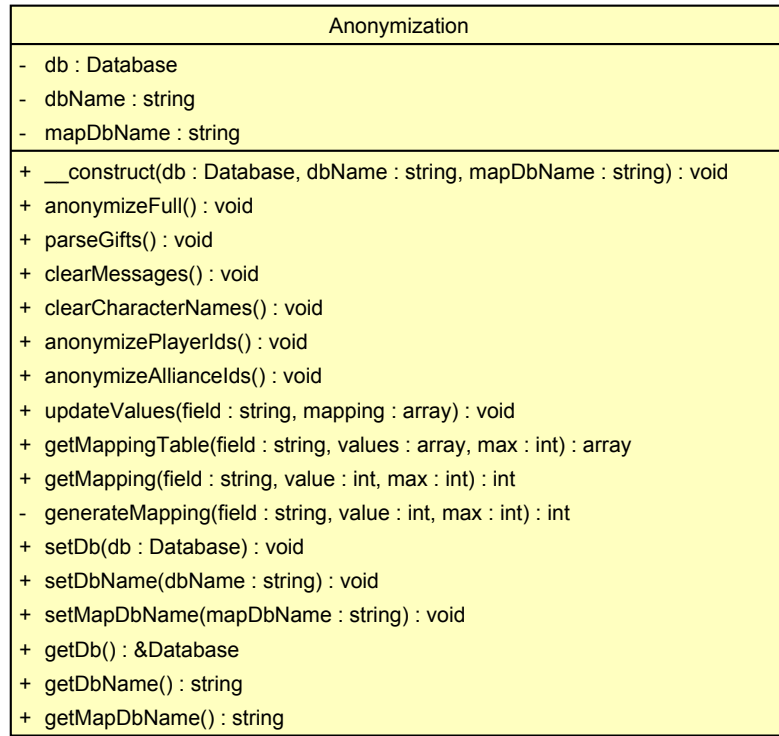 Anonymization
- db : Database
- dbName : string
- mapDbName : string
+ __construct(db : Database, dbName : string, mapDbName : string) : void
+ anonymizeFull() : void
+ parseGifts() : void
+ clearMessages() : void
+ clearCharacterNames() : void
+ anonymizePlayerIds() : void
+ anonymizeAllianceIds() : void
+ updateValues(field : string, mapping : array) : void
+ getMappingTable(field : string, values : array, max : int) : array
+ getMapping(field : string, value : int, max : int) : int
- generateMapping(field : string, value : int, max : int) : int
+ setDb(db : Database) : void
+ setDbName(dbName : string) : void
+ setMapDbName(mapDbName : string) : void
+ getDb() : &Database
+ getDbName() : string
+ getMapDbName() : string